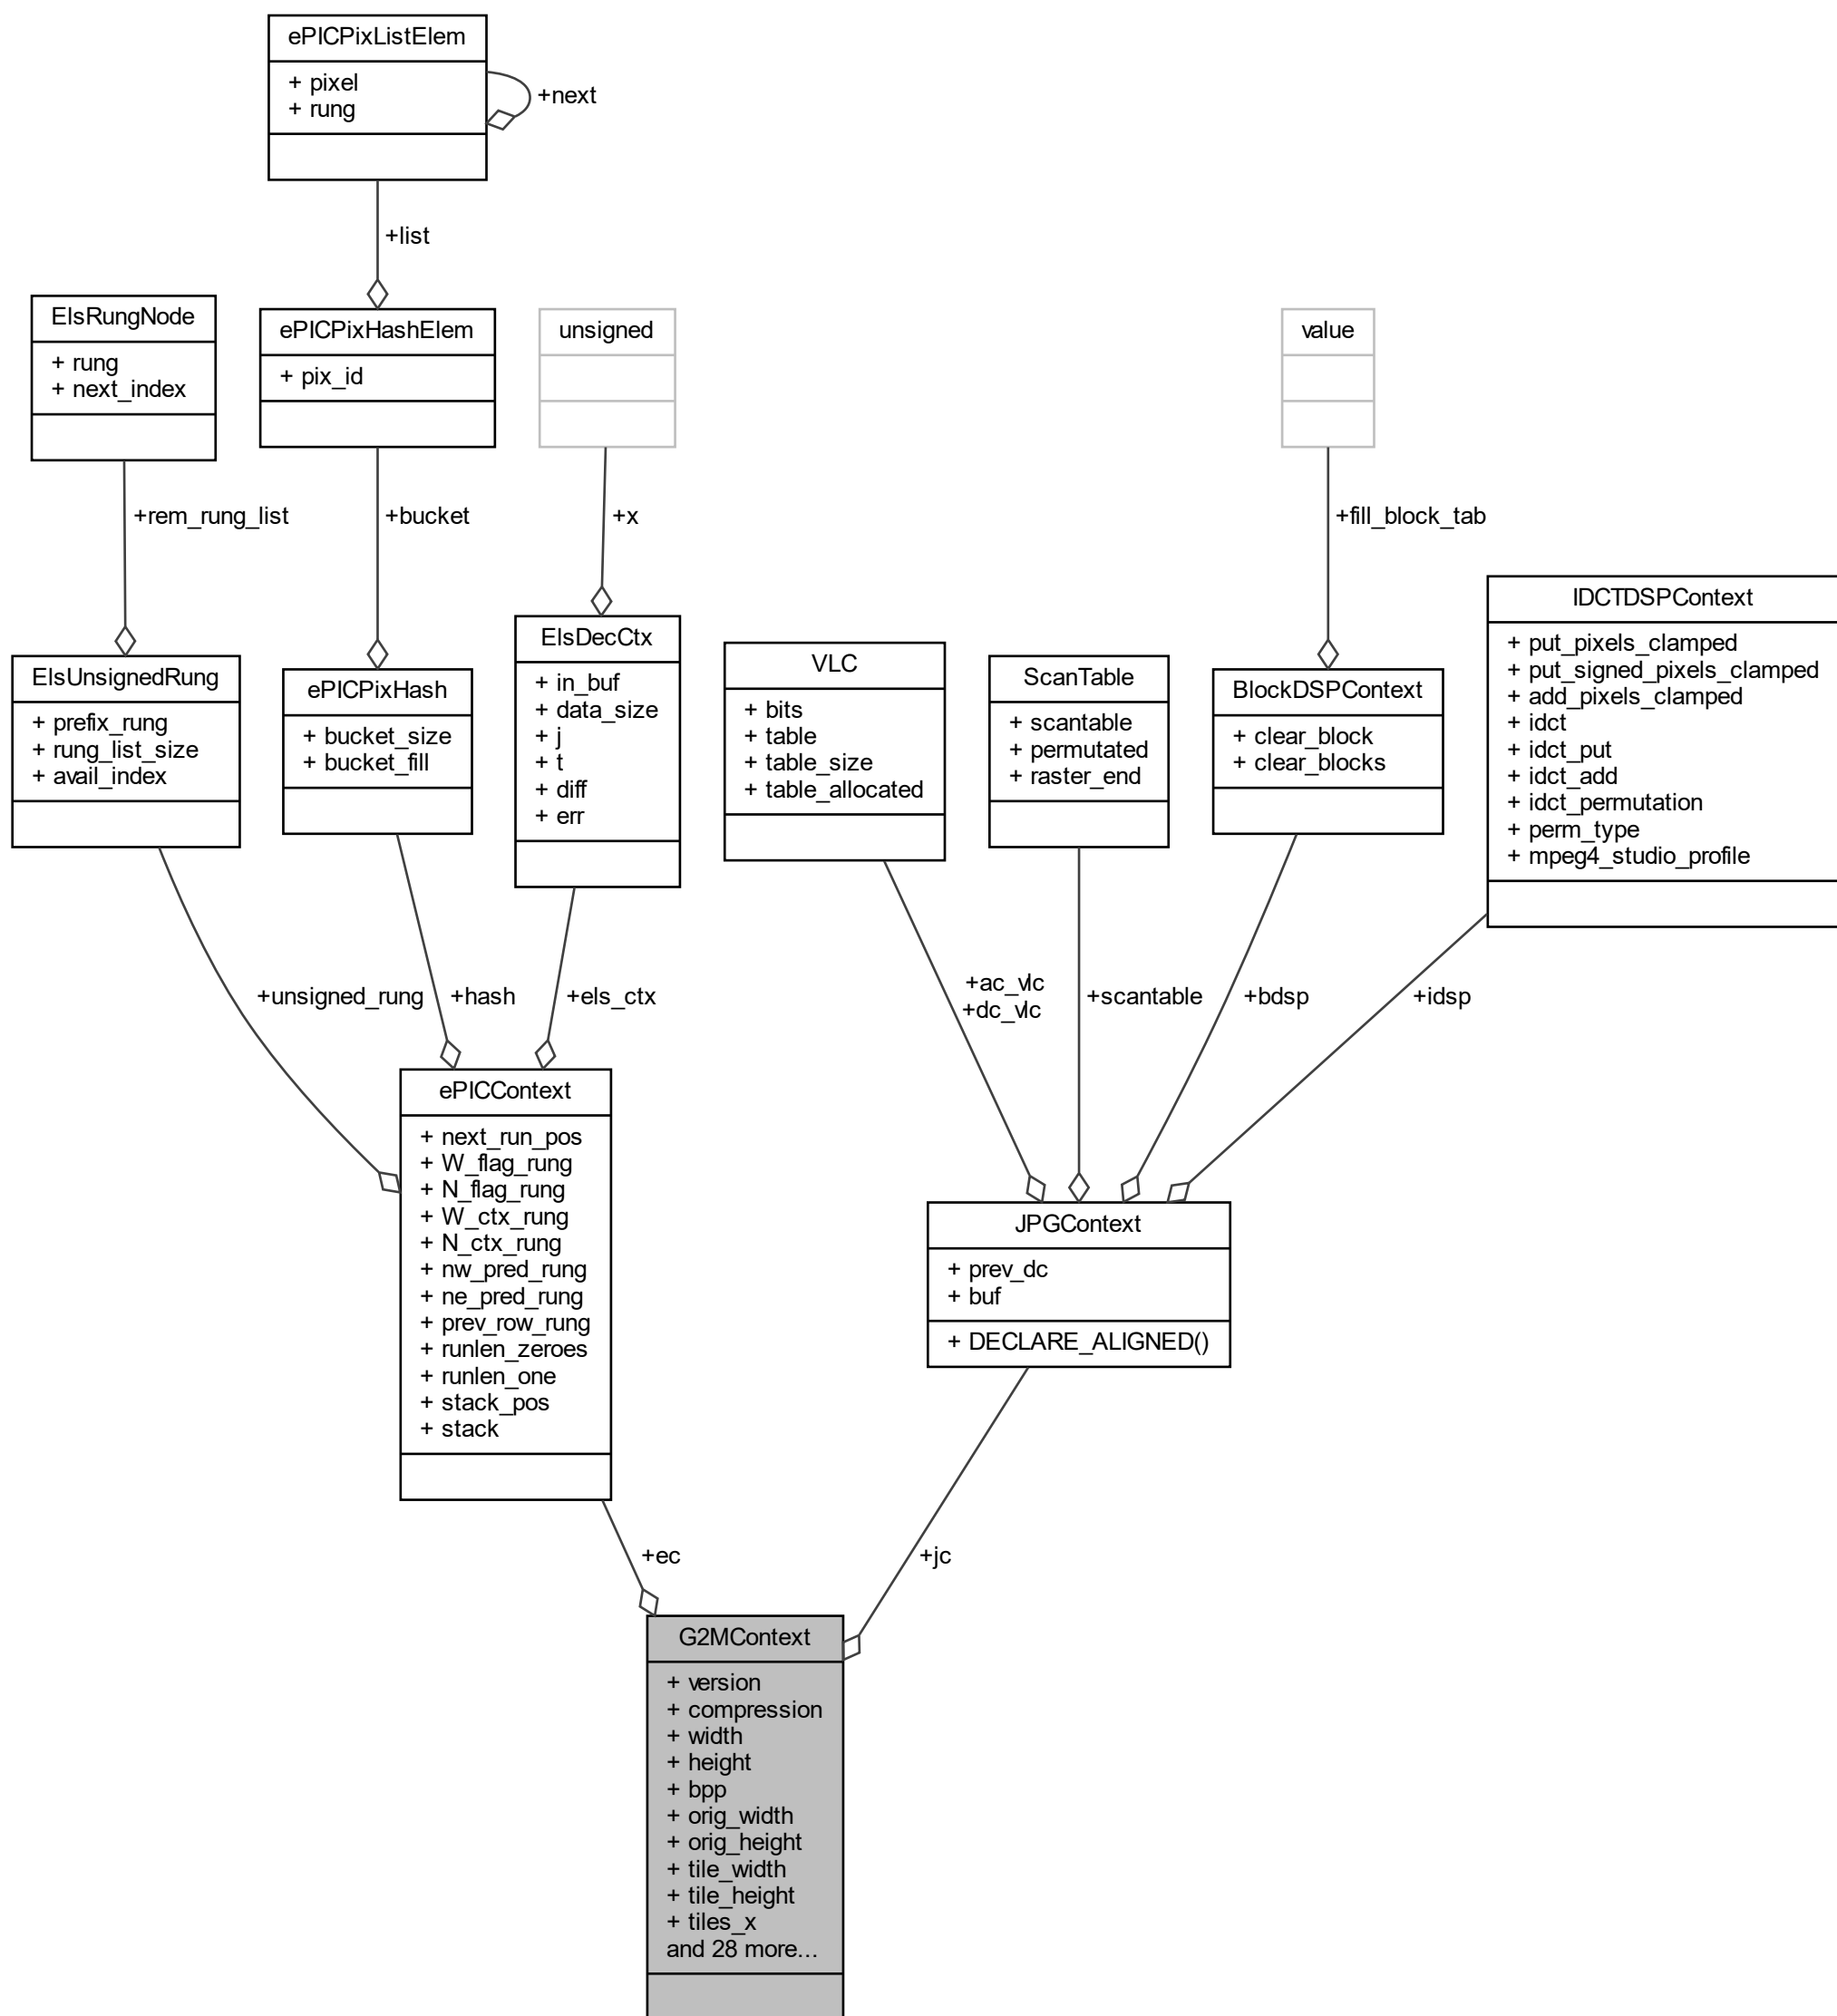 ePICPixListElem
+ pixel
+ rung
+next
+list
ElsRungNode
+ rung
+ next_index
ePICPixHashElem
+ pix_id
unsigned
value
+rem_rung_list
+bucket
+x
+fill_block_tab
ElsUnsignedRung
+ prefix_rung
+ rung_list_size
+ avail_index
ePICPixHash
+ bucket_size
+ bucket_fill
ElsDecCtx
+ in_buf
+ data_size
+ j
+ t
+ diff
+ err
VLC
+ bits
+ table
+ table_size
+ table_allocated
ScanTable
+ scantable
+ permutated
+ raster_end
BlockDSPContext
+ clear_block
+ clear_blocks
IDCTDSPContext
+ put_pixels_clamped
+ put_signed_pixels_clamped
+ add_pixels_clamped
+ idct
+ idct_put
+ idct_add
+ idct_permutation
+ perm_type
+ mpeg4_studio_profile
+unsigned_rung
+hash
+els_ctx
+ac_vlc
+dc_vlc
+scantable
+bdsp
+idsp
ePICContext
+ next_run_pos
+ W_flag_rung
+ N_flag_rung
+ W_ctx_rung
+ N_ctx_rung
+ nw_pred_rung
+ ne_pred_rung
+ prev_row_rung
+ runlen_zeroes
+ runlen_one
+ stack_pos
+ stack
JPGContext
+ prev_dc
+ buf
+ DECLARE_ALIGNED()
+ec
+jc
G2MContext
+ version
+ compression
+ width
+ height
+ bpp
+ orig_width
+ orig_height
+ tile_width
+ tile_height
+ tiles_x
and 28 more...